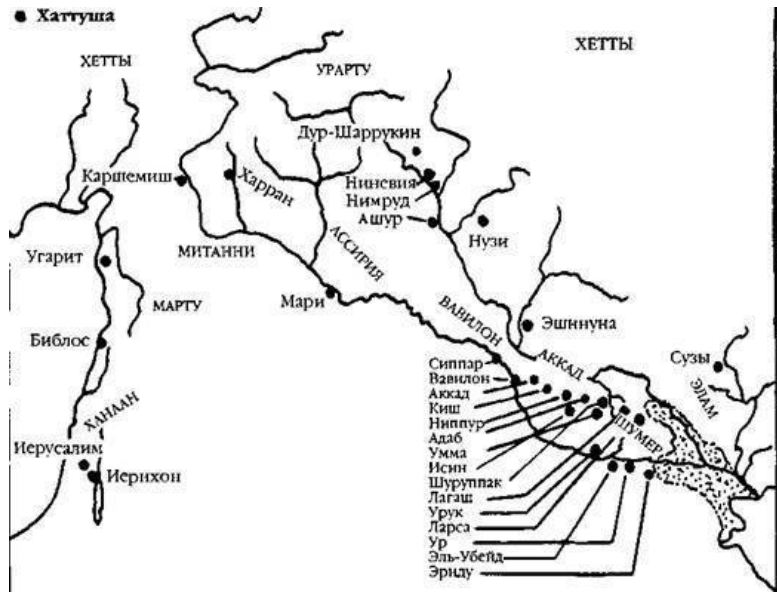 Хаттуша
ХЕТТЫ
ХЕТТЫ
УРАРТУ
Дур-Шаррукин
Каршемиш
Харран
Ниневия
Нимруд
Ашур
Нузи
МИТАННИ
АССИРИЯ
Угарит
МАРТУ
Мари
Библос
ВАВИЛОН
Эшннуна
АККАД
Сузы
ЭЛАМ
ХАНААН
Иерусалим
Иерихон
Сиппар
Вавилон
Аккад
Киш
Ниппур
Адаб
Умма
Исин
Шуруппак
Лагаш
Урук
Ларса
Ур
Эль-Убейд
Эриду
ШУМЕР